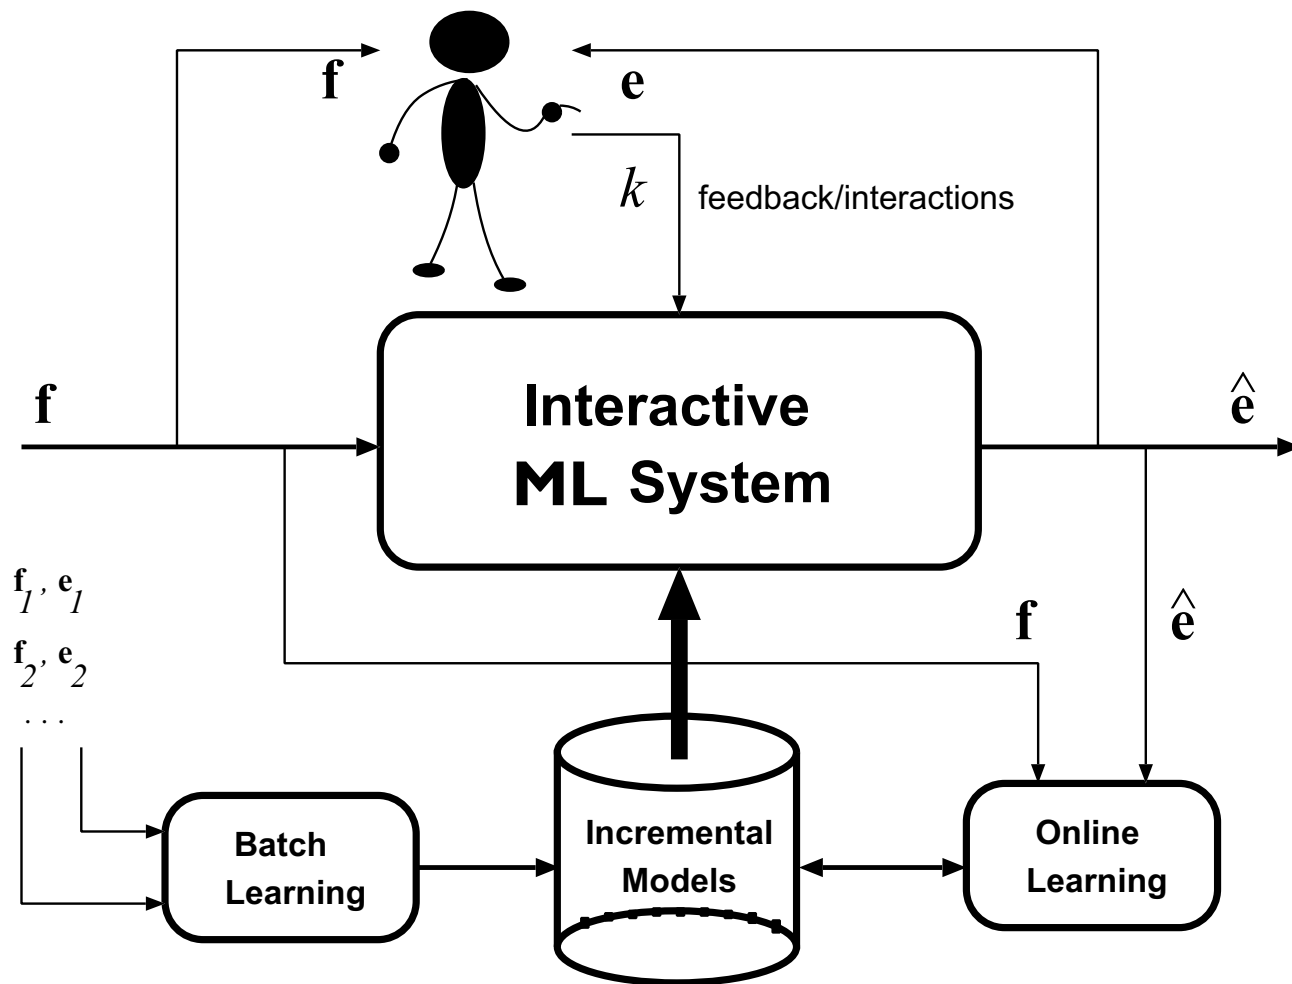 f
e
k
feedback/interactions
f
Interactive
ML System
ê
f1, e1
f2, e2
. . .
f
ê
Batch
Learning
Incremental
Models
Online
Learning